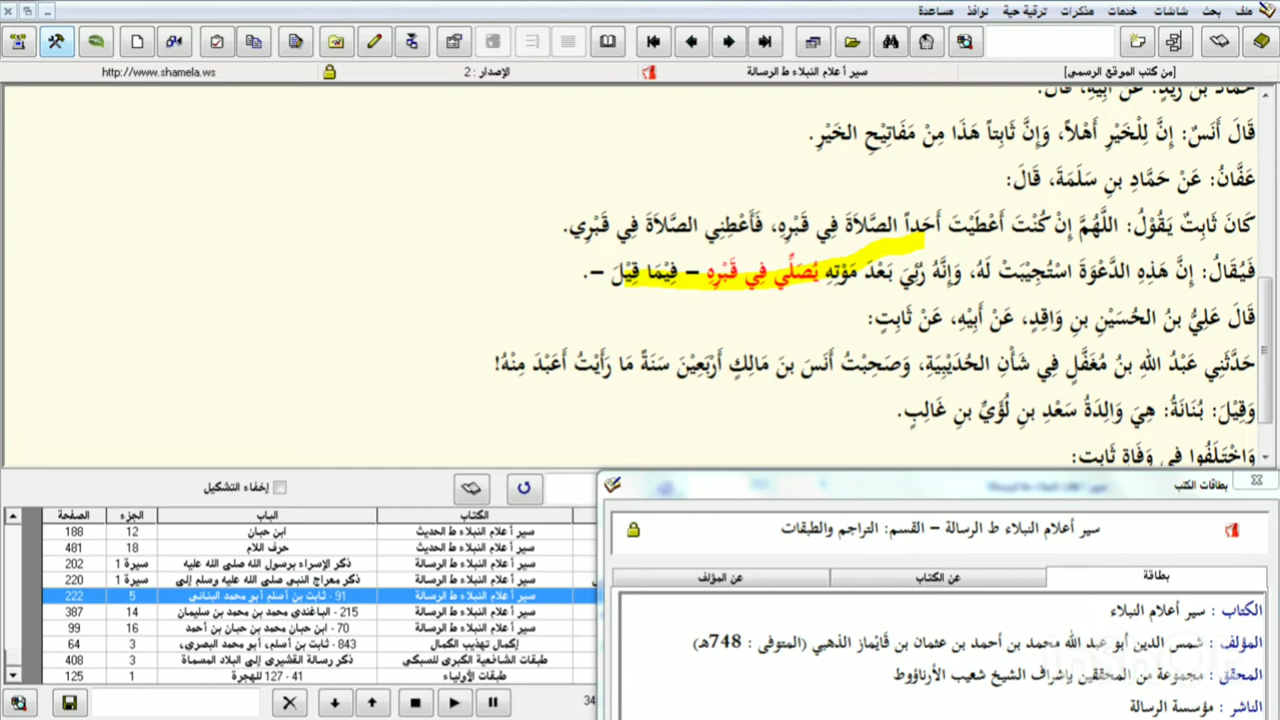 ملف بحث شاشات خدمات مذكرات ترقية حية نوافذ مساعدة
[من كتب الموقع الرسمي] سير أعلام النبلاء ط الرسالة الإصدار : 2 http://www.shamela.ws
حَمَّادُ بنُ زَيْدٍ: عَنْ أَبِيْهِ، قَالَ:
قَالَ أَنَسٌ: إِنَّ لِلْخَيْرِ أَهْلاً، وَإِنَّ ثَابِتاً هَذَا مِنْ مَفَاتِيْحِ الخَيْرِ.
عَفَّانُ: عَنْ حَمَّادِ بنِ سَلَمَةَ، قَالَ:
كَانَ ثَابِتٌ يَقُوْلُ: اللَّهُمَّ إِنْ كُنْتَ أَعْطَيْتَ أَحَداً الصَّلاَةَ فِي قَبْرِهِ، فَأَعْطِنِي الصَّلاَةَ فِي قَبْرِي.
فَيُقَالُ: إِنَّ هَذِهِ الدَّعْوَةَ اسْتُجِيْبَتْ لَهُ، وَإِنَّهُ رُئِيَ بَعْدَ مَوْتِهِ يُصَلِّي فِي قَبْرِهِ – فِيْمَا قِيْلَ –.
قَالَ عَلِيُّ بنُ الحُسَيْنِ بنِ وَاقِدٍ، عَنْ أَبِيْهِ، عَنْ ثَابِتٍ:
حَدَّثَنِي عَبْدُ اللهِ بنُ مُغَفَّلٍ فِي شَأْنِ الحُدَيْبِيَةِ، وَصَحِبْتُ أَنَسَ بنَ مَالِكٍ أَرْبَعِيْنَ سَنَةً مَا رَأَيْتُ أَعْبَدَ مِنْهُ!
وَقِيْلَ: بُنَانَةُ: هِيَ وَالِدَةُ سَعْدِ بنِ لُؤَيِّ بنِ غَالِبٍ.
وَاخْتَلَفُوا فِي وَفَاةِ ثَابِتٍ:
إخفاء التشكيل
الكتاب الباب الجزء الصفحة
سير أعلام النبلاء ط الحديث ابن حبان 12 188
سير أعلام النبلاء ط الحديث حرف اللام 18 481
سير أعلام النبلاء ط الرسالة ذكر الإسراء برسول الله صلى الله عليه سيرة 1 202
سير أعلام النبلاء ط الرسالة ذكر معراج النبي صلى الله عليه وسلم إلى سيرة 1 220
سير أعلام النبلاء ط الرسالة 91 - ثابت بن أسلم أبو محمد البناني 5 222
سير أعلام النبلاء ط الرسالة 215 - الباغندي محمد بن محمد بن سليمان 14 387
سير أعلام النبلاء ط الرسالة 70 - ابن حبان محمد بن حبان بن أحمد 16 99
إكمال تهذيب الكمال 843 - ثابت بن أسلم، أبو محمد البصري، 3 64
طبقات الشافعية الكبرى للسبكي ذكر رسالة القشيري إلى البلاد المسماة 3 408
طبقات الأولياء 41 - 127 للهجرة 1 125
34
بطاقات الكتب
سير أعلام النبلاء ط الرسالة – القسم: التراجم والطبقات
بطاقة عن الكتاب عن المؤلف
الكتاب : سير أعلام النبلاء
المؤلف : شمس الدين أبو عبد الله محمد بن أحمد بن عثمان بن قَايْماز الذهبي (المتوفى : 748هـ)
المحقق : مجموعة من المحققين بإشراف الشيخ شعيب الأرناؤوط
الناشر : مؤسسة الرسالة